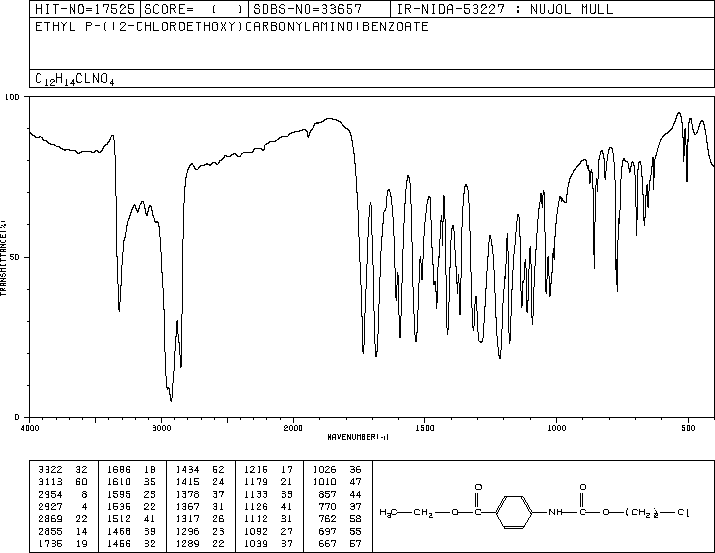 HIT-NO=17525 SCORE= ( ) SDBS-NO=33657 IR-NIDA-53227 : NUJOL MULL
ETHYL P-((2-CHLOROETHOXY)CARBONYLAMINO)BENZOATE
C12H14CLNO4
100
50
0
TRANSMITTANCE(%)
4000 3000 2000 1500 1000 500
WAVENUMBER(-1)
3322 32 1686 18 1434 52 1216 17 1026 36
3113 60 1610 35 1415 24 1179 21 1010 47
2954 8 1595 23 1378 37 1133 33 857 44
2927 4 1535 22 1367 31 1126 41 770 37
2869 22 1512 41 1317 26 1112 31 762 58
2855 14 1468 39 1296 23 1092 27 697 55
1735 19 1466 32 1289 22 1039 37 667 57
O O
H3C—CH2—O—C NH—C—O—(CH2)2—Cl